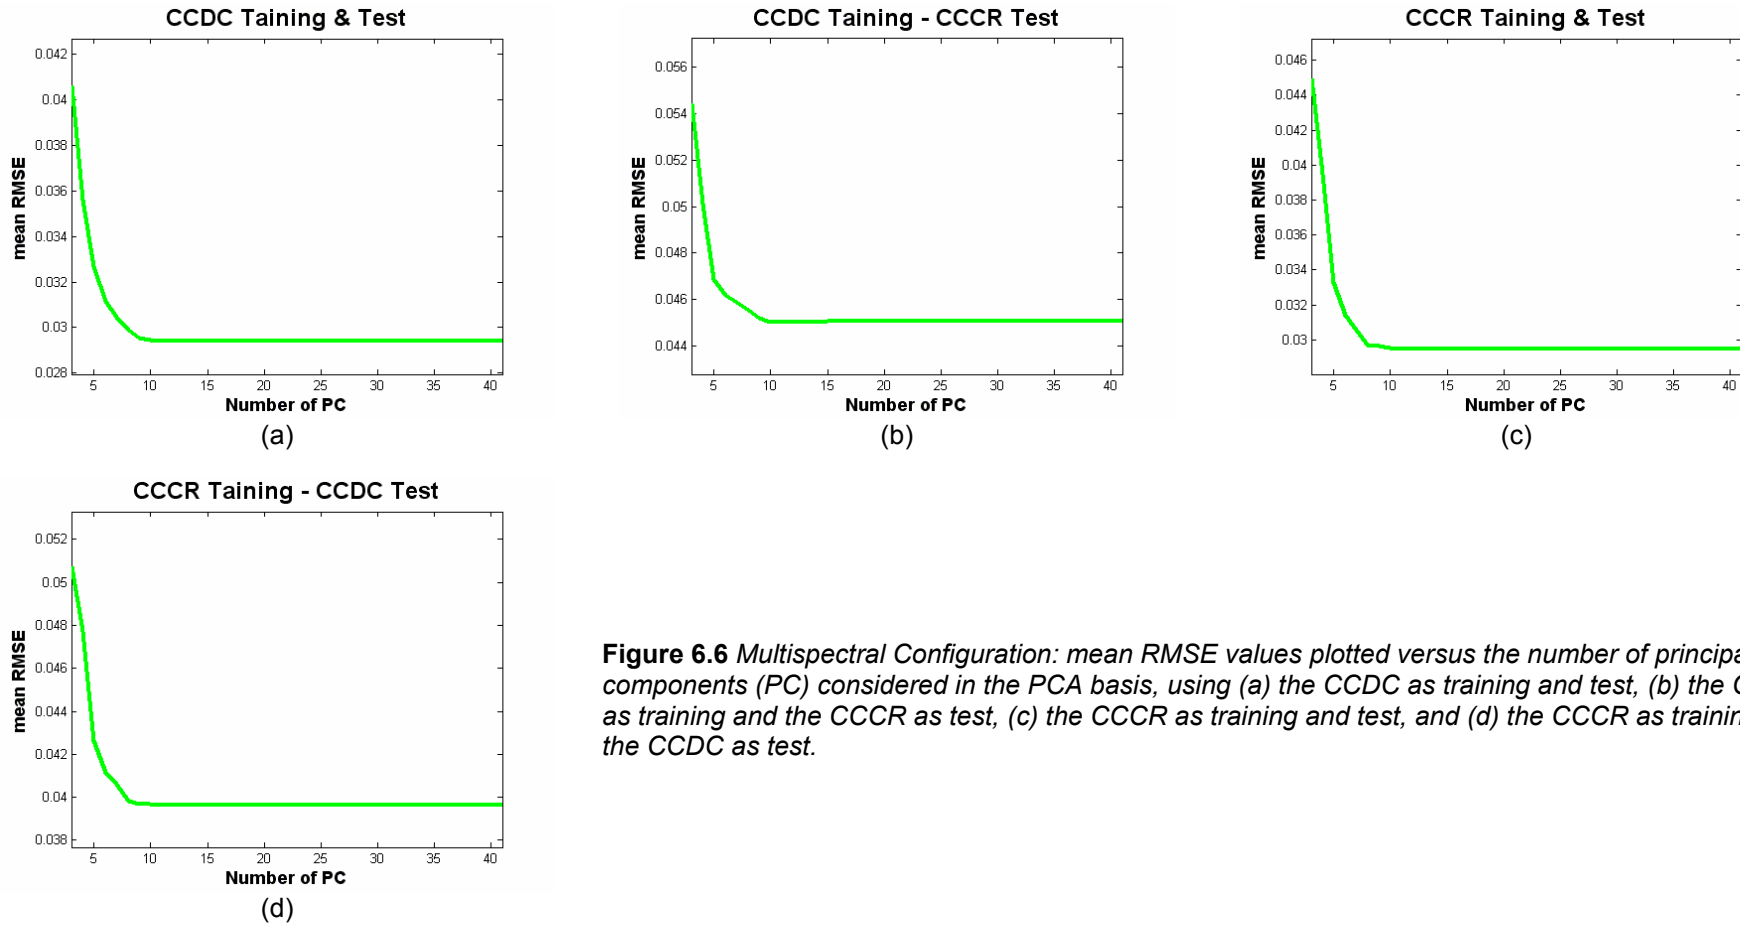 CCDC Taining & Test
0.042
0.04
0.038
0.036
0.034
0.032
0.03
0.028
mean RMSE
5 10 15 20 25 30 35 40
Number of PC
(a)
CCDC Taining - CCCR Test
0.056
0.054
0.052
0.05
0.048
0.046
0.044
mean RMSE
5 10 15 20 25 30 35 40
Number of PC
(b)
CCCR Taining & Test
0.046
0.044
0.042
0.04
0.038
0.036
0.034
0.032
0.03
mean RMSE
5 10 15 20 25 30 35 40
Number of PC
(c)
CCCR Taining - CCDC Test
0.052
0.05
0.048
0.046
0.044
0.042
0.04
0.038
mean RMSE
5 10 15 20 25 30 35 40
Number of PC
(d)
Figure 6.6 Multispectral Configuration: mean RMSE values plotted versus the number of
components (PC) considered in the PCA basis, using (a) the CCDC as training and test, (b) the
as training and the CCCR as test, (c) the CCCR as training and test, and (d) the CCCR as
the CCDC as test.